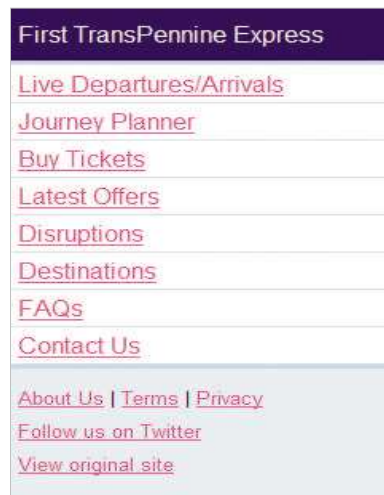 First TransPennine Express
Live Departures/Arrivals
Journey Planner
Buy Tickets
Latest Offers
Disruptions
Destinations
FAQs
Contact Us
About Us | Terms | Privacy
Follow us on Twitter
View original site